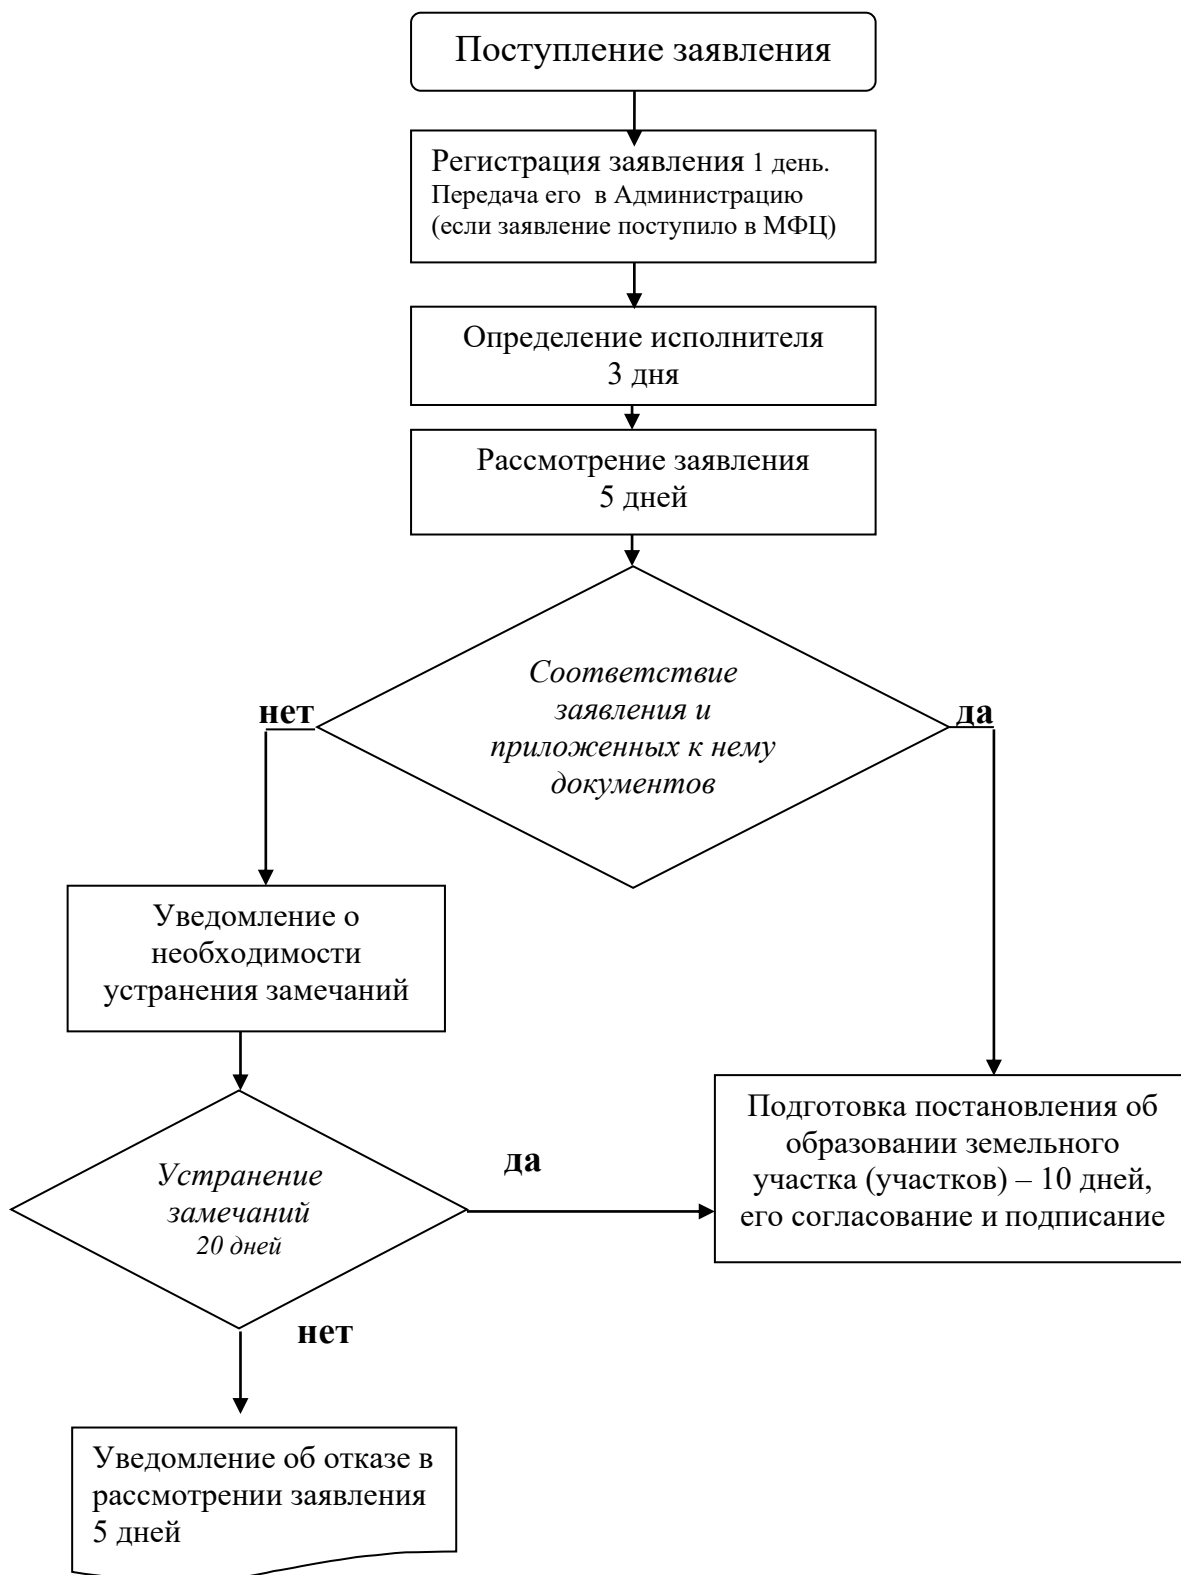 Поступление заявления
Регистрация заявления 1 день.
Передача его в Администрацию
(если заявление поступило в МФЦ)
Определение исполнителя
3 дня
Рассмотрение заявления
5 дней
Соответствие
заявления и
приложенных к нему
документов
нет
да
Уведомление о
необходимости
устранения замечаний
Подготовка постановления об
образовании земельного
участка (участков) – 10 дней,
его согласование и подписание
Устранение
замечаний
20 дней
да
нет
Уведомление об отказе в
рассмотрении заявления
5 дней